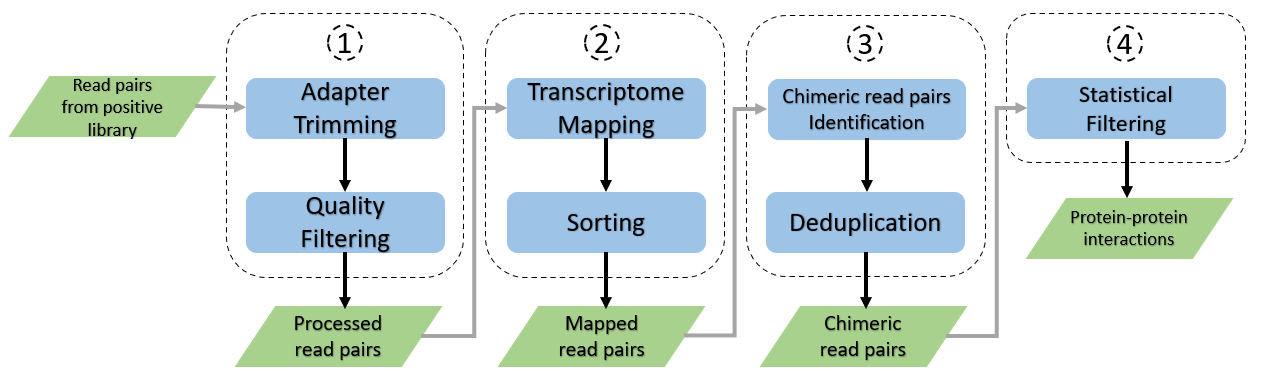 Read pairs
from positive
library
1
Adapter
Trimming
Quality
Filtering
Processed
read pairs
2
Transcriptome
Mapping
Sorting
Mapped
read pairs
3
Chimeric read pairs
Identification
Deduplication
Chimeric
read pairs
4
Statistical
Filtering
Protein-protein
interactions